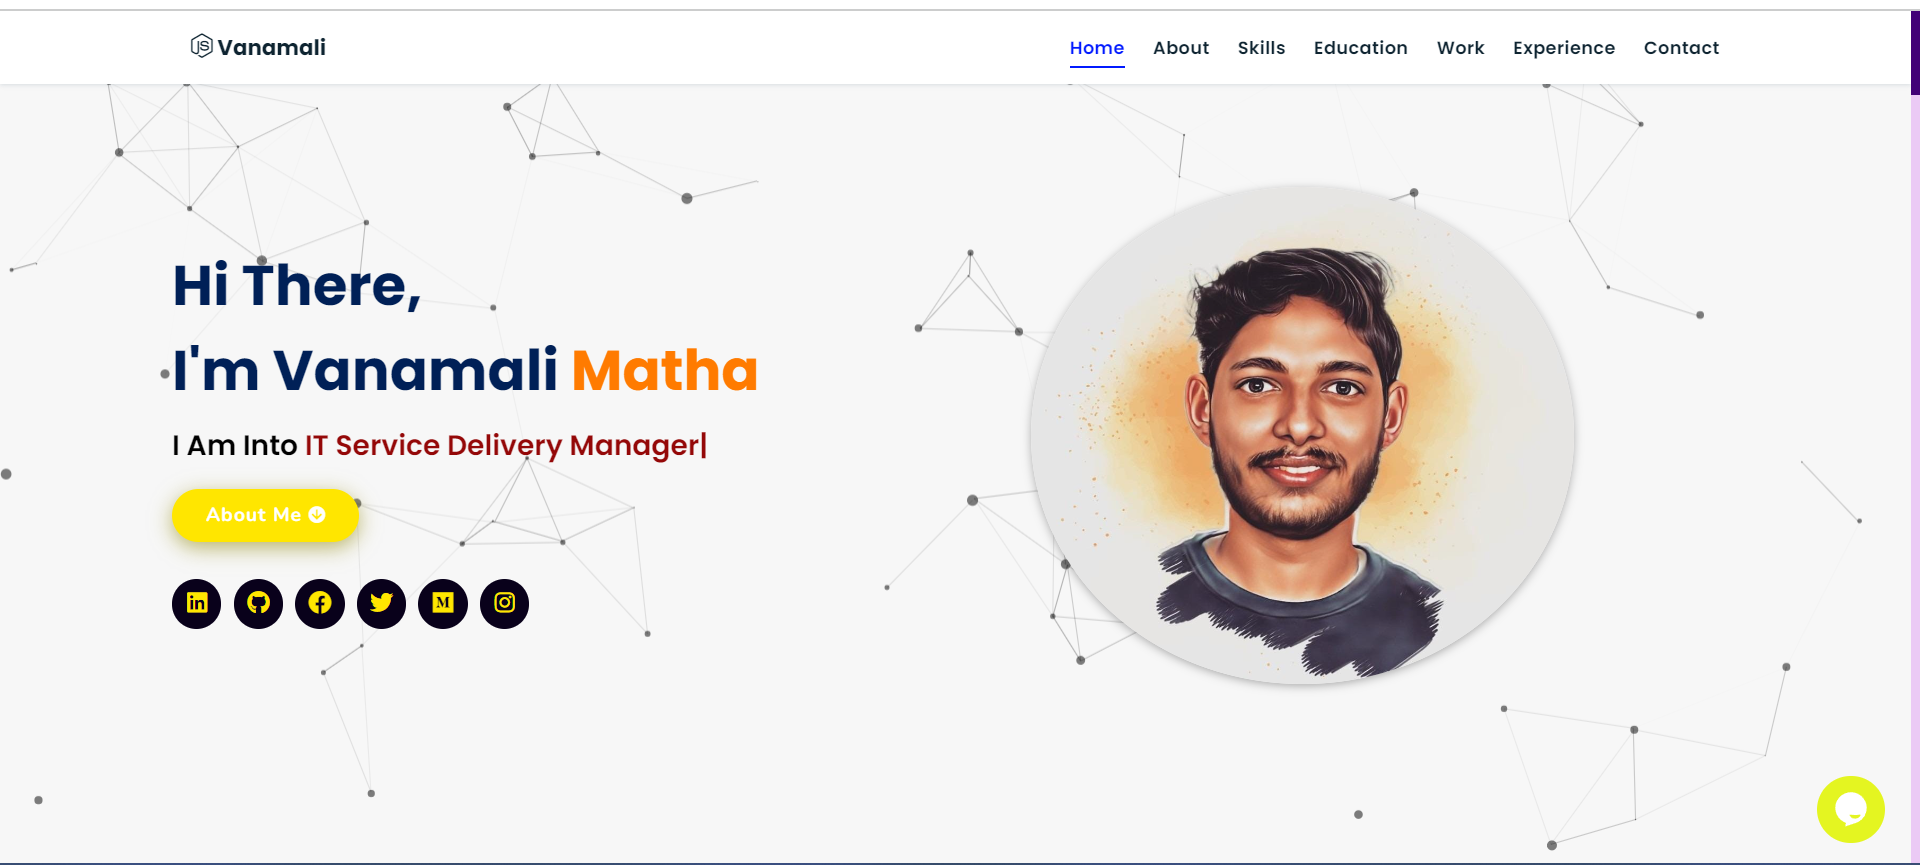 Vanamali
Home About Skills Education Work Experience Contact
Hi There,
I'm Vanamali Matha
I Am Into IT Service Delivery Manager|
About Me